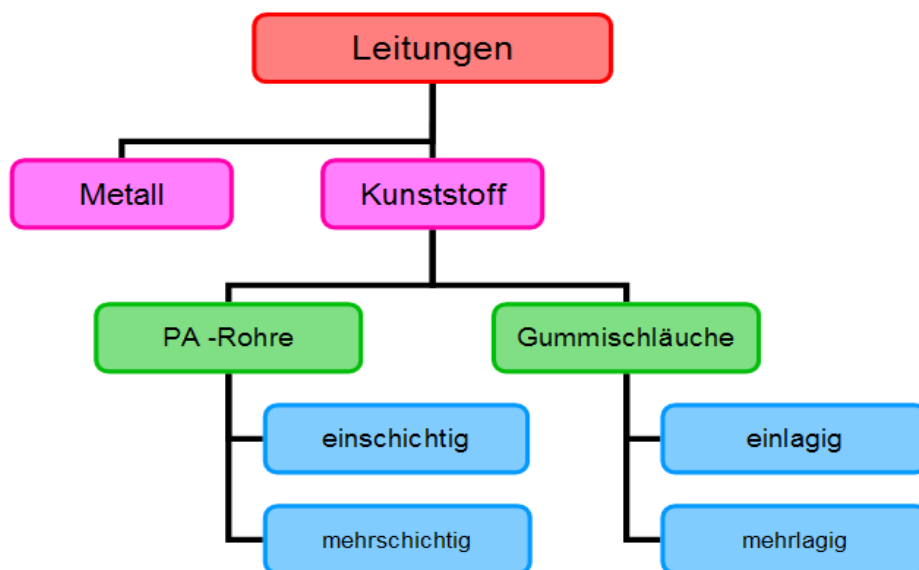 Leitungen
Metall
Kunststoff
PA -Rohre
Gummischläuche
einschichtig
einlagig
mehrschichtig
mehrlagig